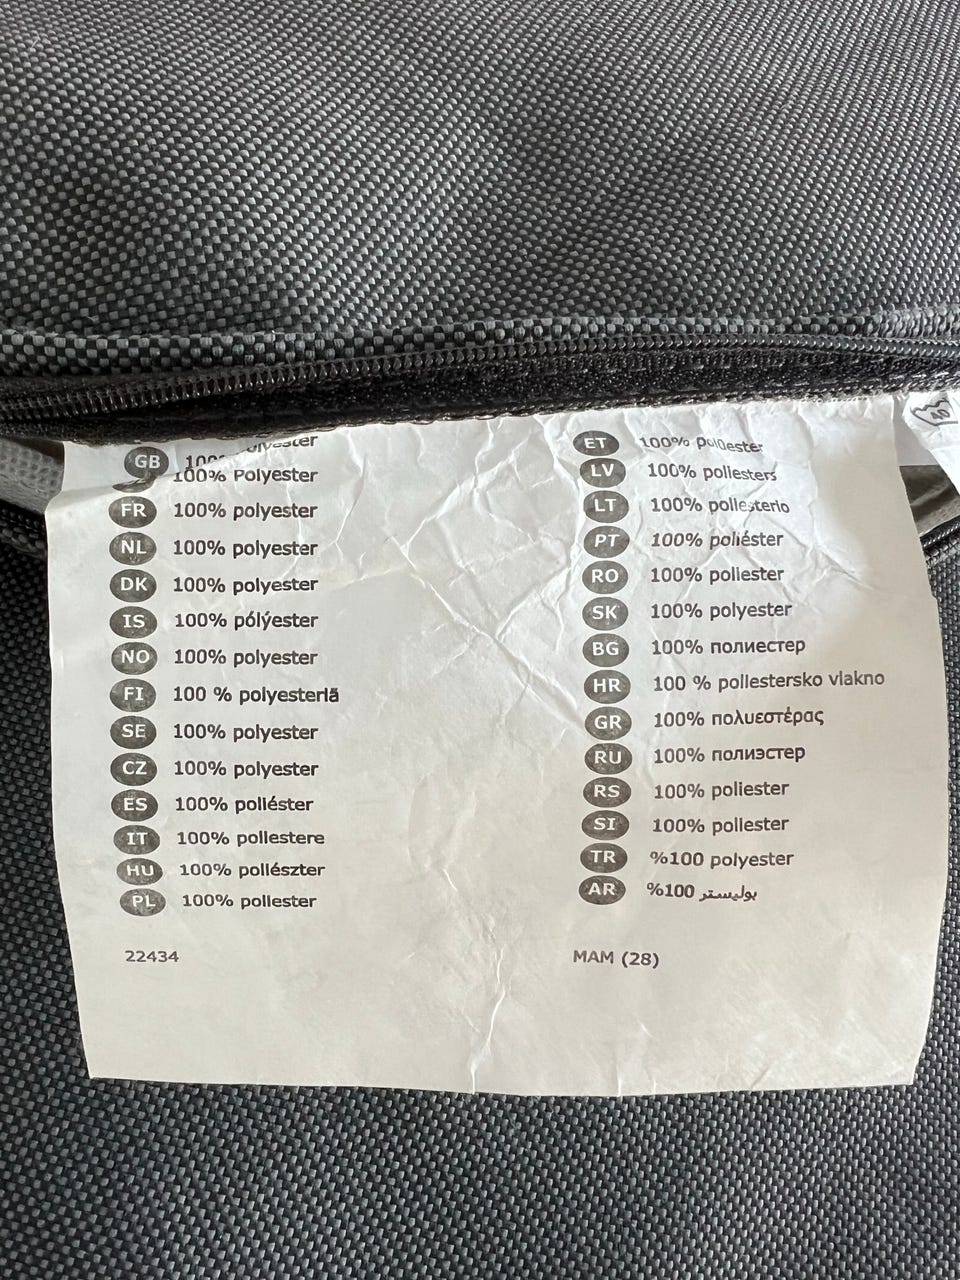 GB 100% polyester
100% Polyester
FR 100% polyester
NL 100% polyester
DK 100% polyester
IS 100% pólýester
NO 100% polyester
FI 100 % polyesteriä
SE 100% polyester
CZ 100% polyester
ES 100% poliéster
IT 100% poliestere
HU 100% poliészter
PL 100% poliester
22434
ET 100% polüester
LV 100% poliesters
LT 100% poliesterio
PT 100% poliéster
RO 100% poliester
SK 100% polyester
BG 100% полиестер
HR 100 % poliestersko vlakno
GR 100% πολυεστέρας
RU 100% полиэстер
RS 100% poliester
SI 100% poliester
TR %100 polyester
AR %100 بوليستر
MAM (28)
40